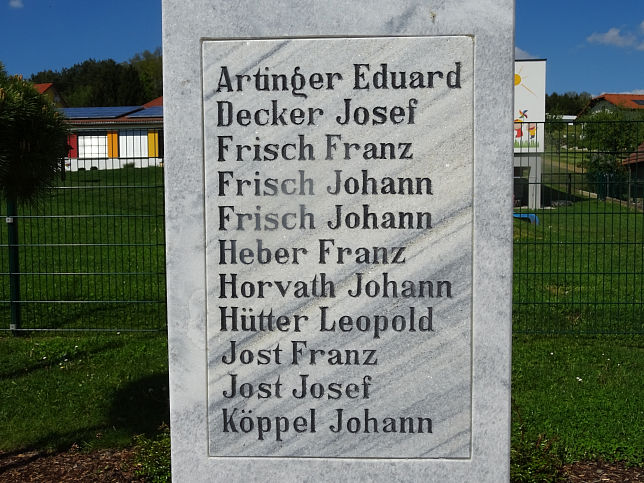 Artinger Eduard
Decker Josef
Frisch Franz
Frisch Johann
Frisch Johann
Heber Franz
Horvath Johann
Hütter Leopold
Jost Franz
Jost Josef
Köppel Johann